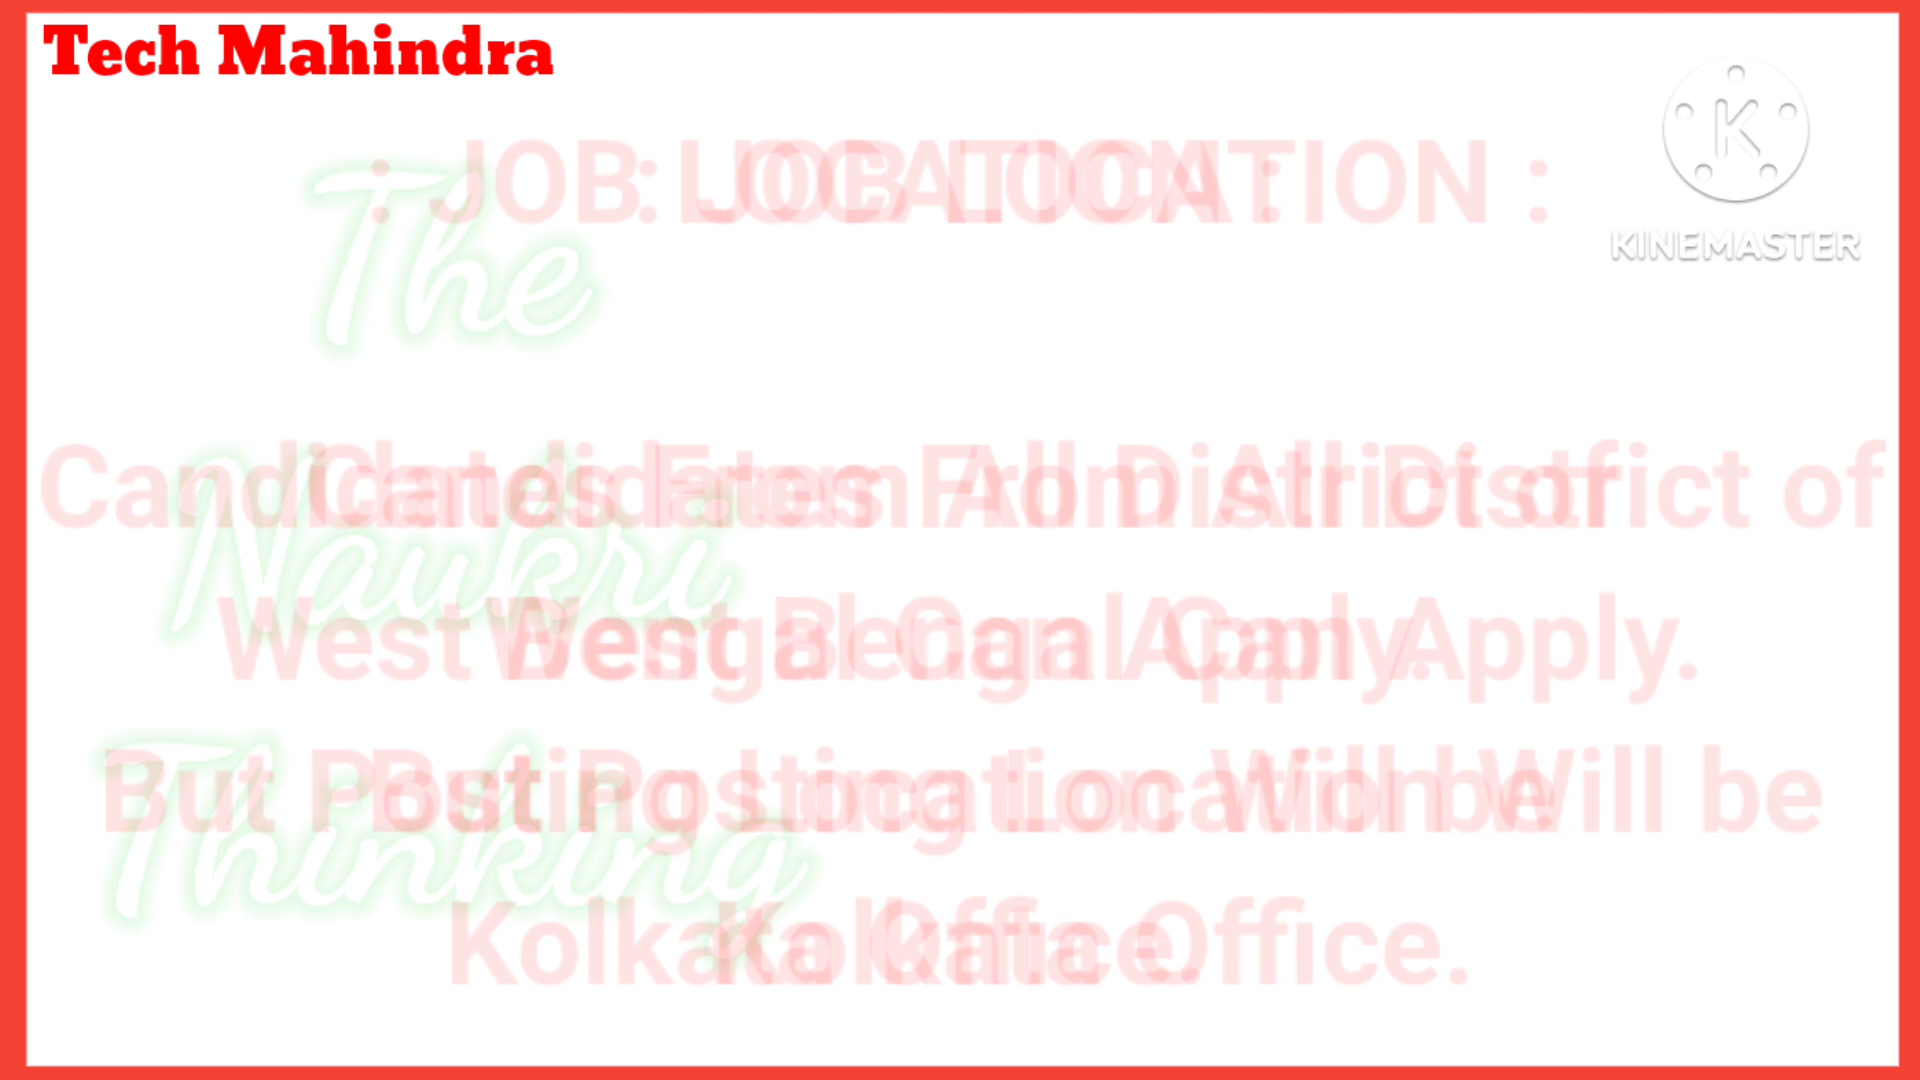 Tech Mahindra
KINEMASTER
: JOB LOCATION :
Candidates From All District of
West Bengal Can Apply.
But Posting Location Will be
Kolkata Office.
The
Naukri
Thinking